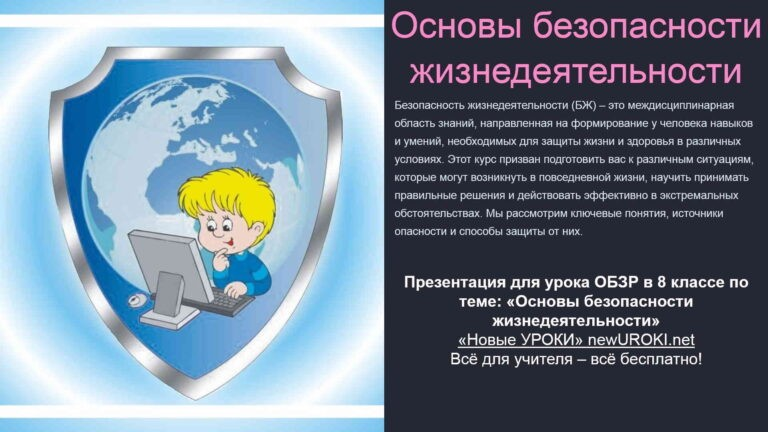 Основы безопасности
жизнедеятельности
Безопасность жизнедеятельности (БЖ) – это междисциплинарная
область знаний, направленная на формирование у человека навыков
и умений, необходимых для защиты жизни и здоровья в различных
условиях. Этот курс призван подготовить вас к различным ситуациям,
которые могут возникнуть в повседневной жизни, научить принимать
правильные решения и действовать эффективно в экстремальных
обстоятельствах. Мы рассмотрим ключевые понятия, источники
опасности и способы защиты от них.
Презентация для урока ОБЗР в 8 классе по
теме: «Основы безопасности
жизнедеятельности»
«Новые УРОКИ» newUROKI.net
Всё для учителя – всё бесплатно!